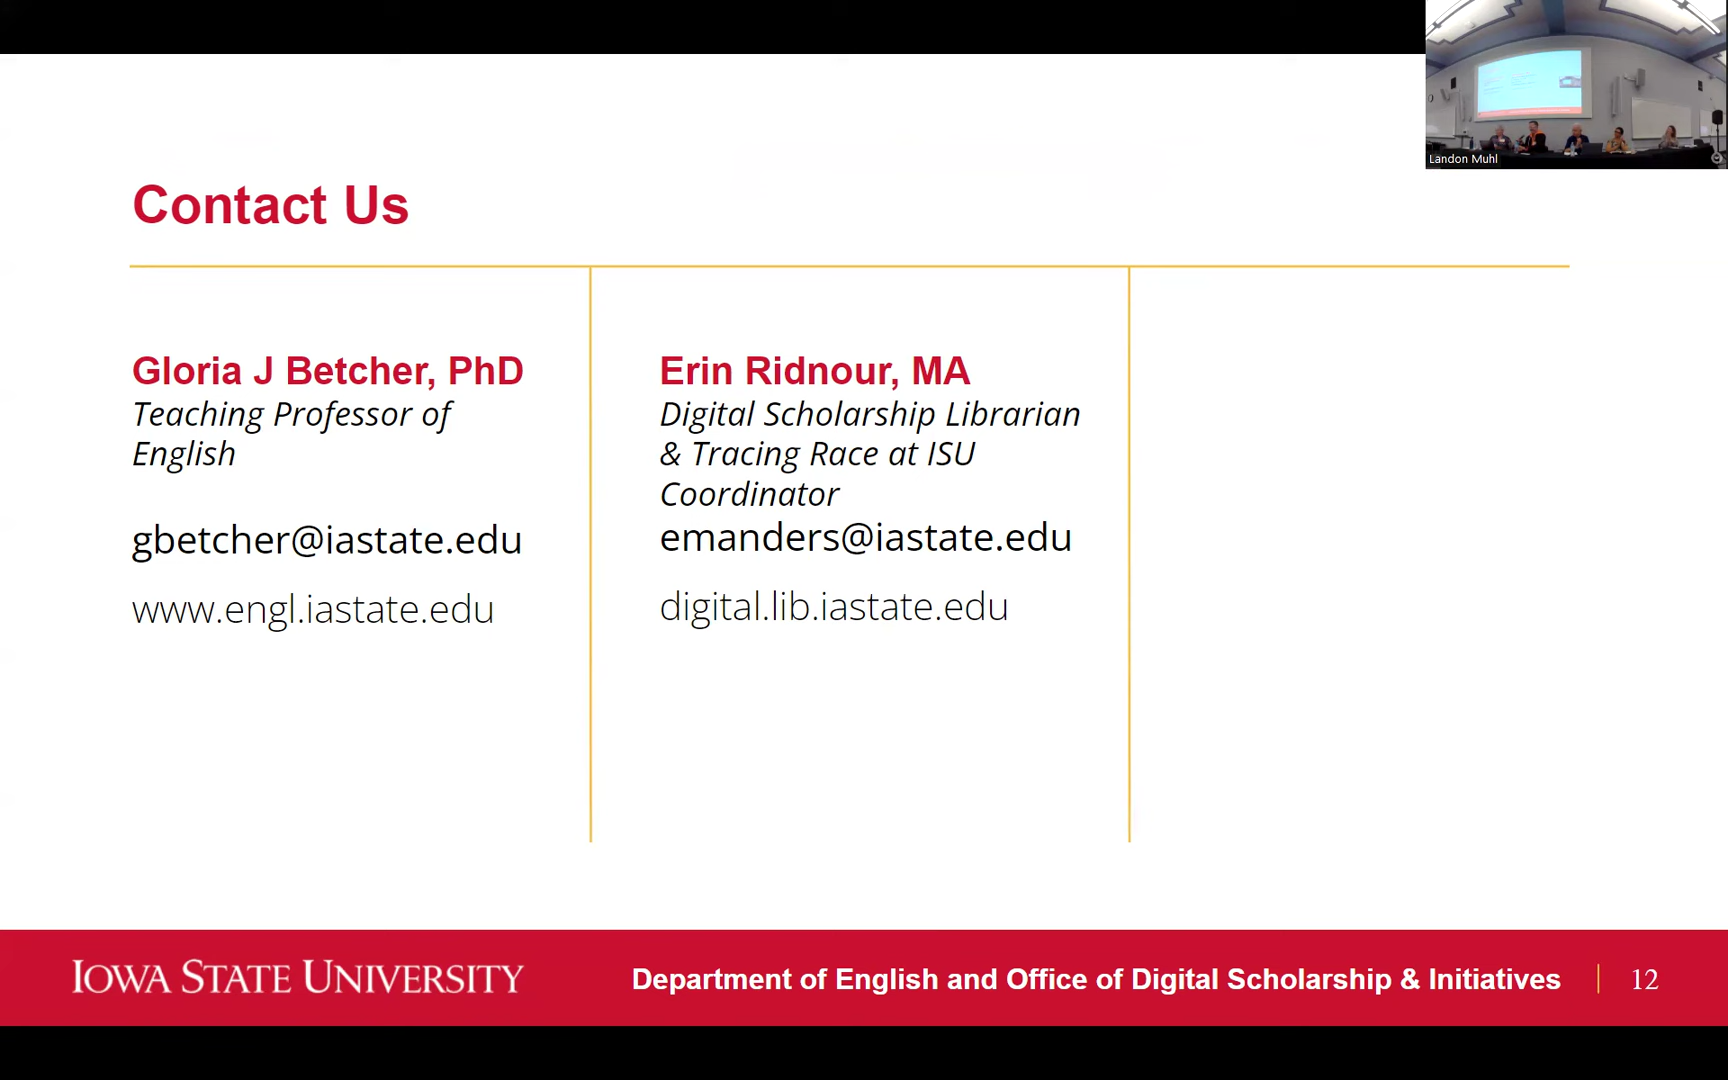 Landon Muhl
Contact Us
Gloria J Betcher, PhD
Teaching Professor of
English
gbetcher@iastate.edu
www.engl.iastate.edu
Erin Ridnour, MA
Digital Scholarship Librarian
& Tracing Race at ISU
Coordinator
emanders@iastate.edu
digital.lib.iastate.edu
IOWA STATE UNIVERSITY
Department of English and Office of Digital Scholarship & Initiatives
12